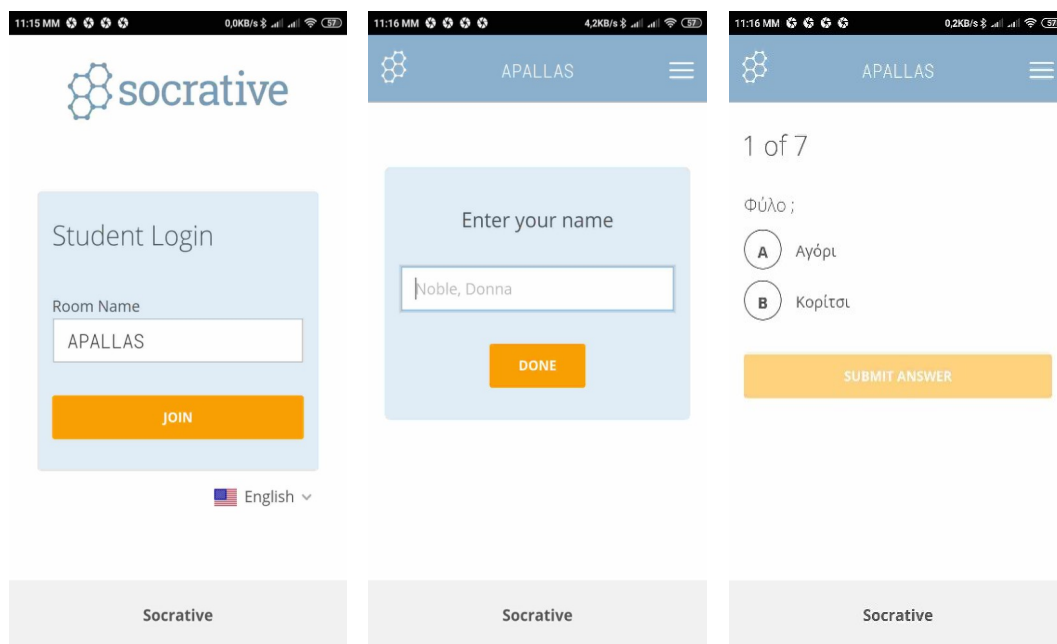 11:15 MM
0,0KB/s
57
socrative
Student Login
Room Name
APALLAS
JOIN
English
Socrative
11:16 MM
4,2KB/s
57
APALLAS
Enter your name
Noble, Donna
DONE
Socrative
11:16 MM
0,2KB/s
57
APALLAS
1 of 7
Φύλο ;
A Αγόρι
B Κορίτσι
SUBMIT ANSWER
Socrative